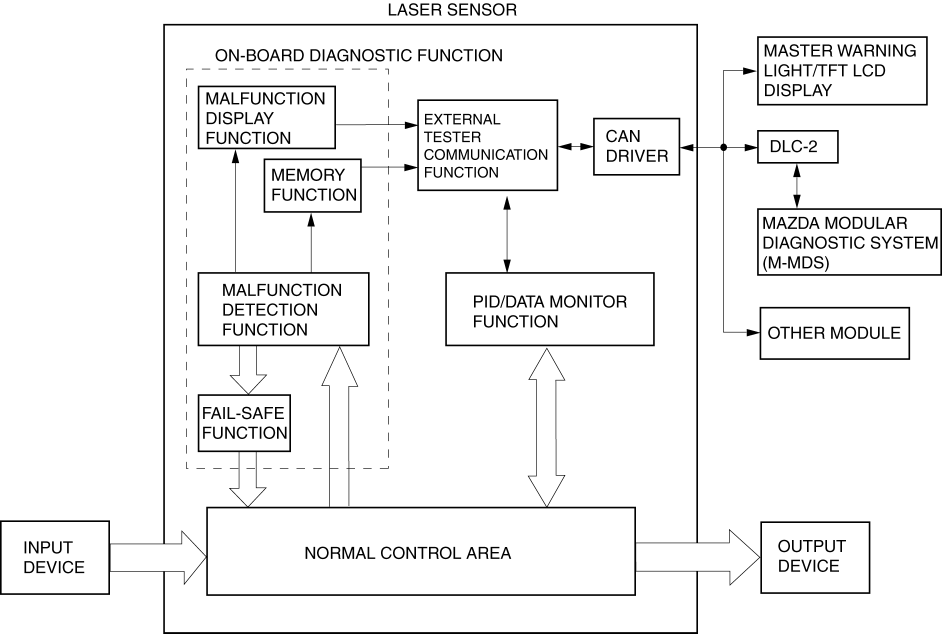 LASER SENSOR
ON-BOARD DIAGNOSTIC FUNCTION
MALFUNCTION
DISPLAY
FUNCTION
MEMORY
FUNCTION
EXTERNAL
TESTER
COMMUNICATION
FUNCTION
CAN
DRIVER
MASTER WARNING
LIGHT/TFT LCD
DISPLAY
DLC-2
MAZDA MODULAR
DIAGNOSTIC SYSTEM
(M-MDS)
OTHER MODULE
MALFUNCTION
DETECTION
FUNCTION
PID/DATA MONITOR
FUNCTION
FAIL-SAFE
FUNCTION
INPUT
DEVICE
NORMAL CONTROL AREA
OUTPUT
DEVICE